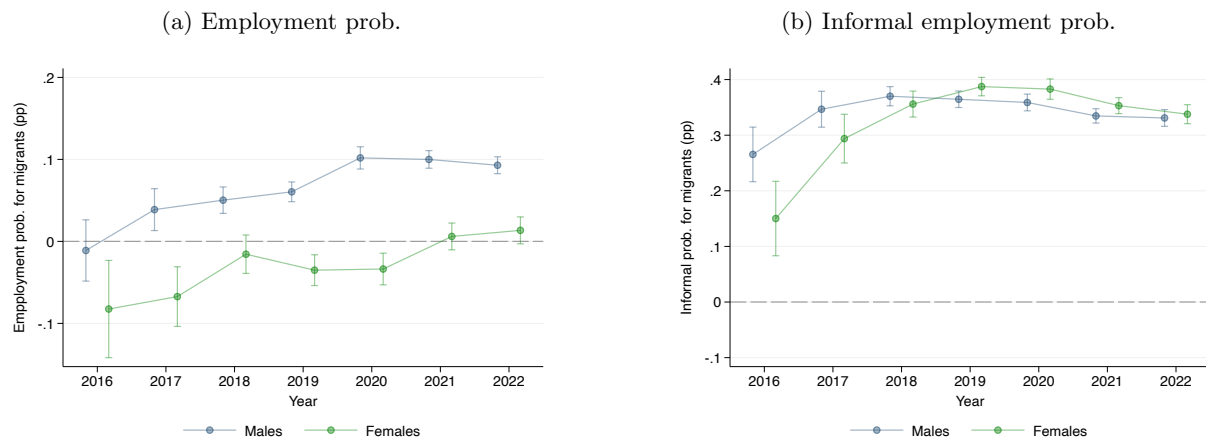 (a) Employment prob.
Empployment prob. for migrants (pp)
.2
.1
0
-.1
2016 2017 2018 2019 2020 2021 2022
Year
Males Females
(b) Informal employment prob.
Informal prob. for migrants (pp)
.4
.3
.2
.1
0
-.1
2016 2017 2018 2019 2020 2021 2022
Year
Males Females